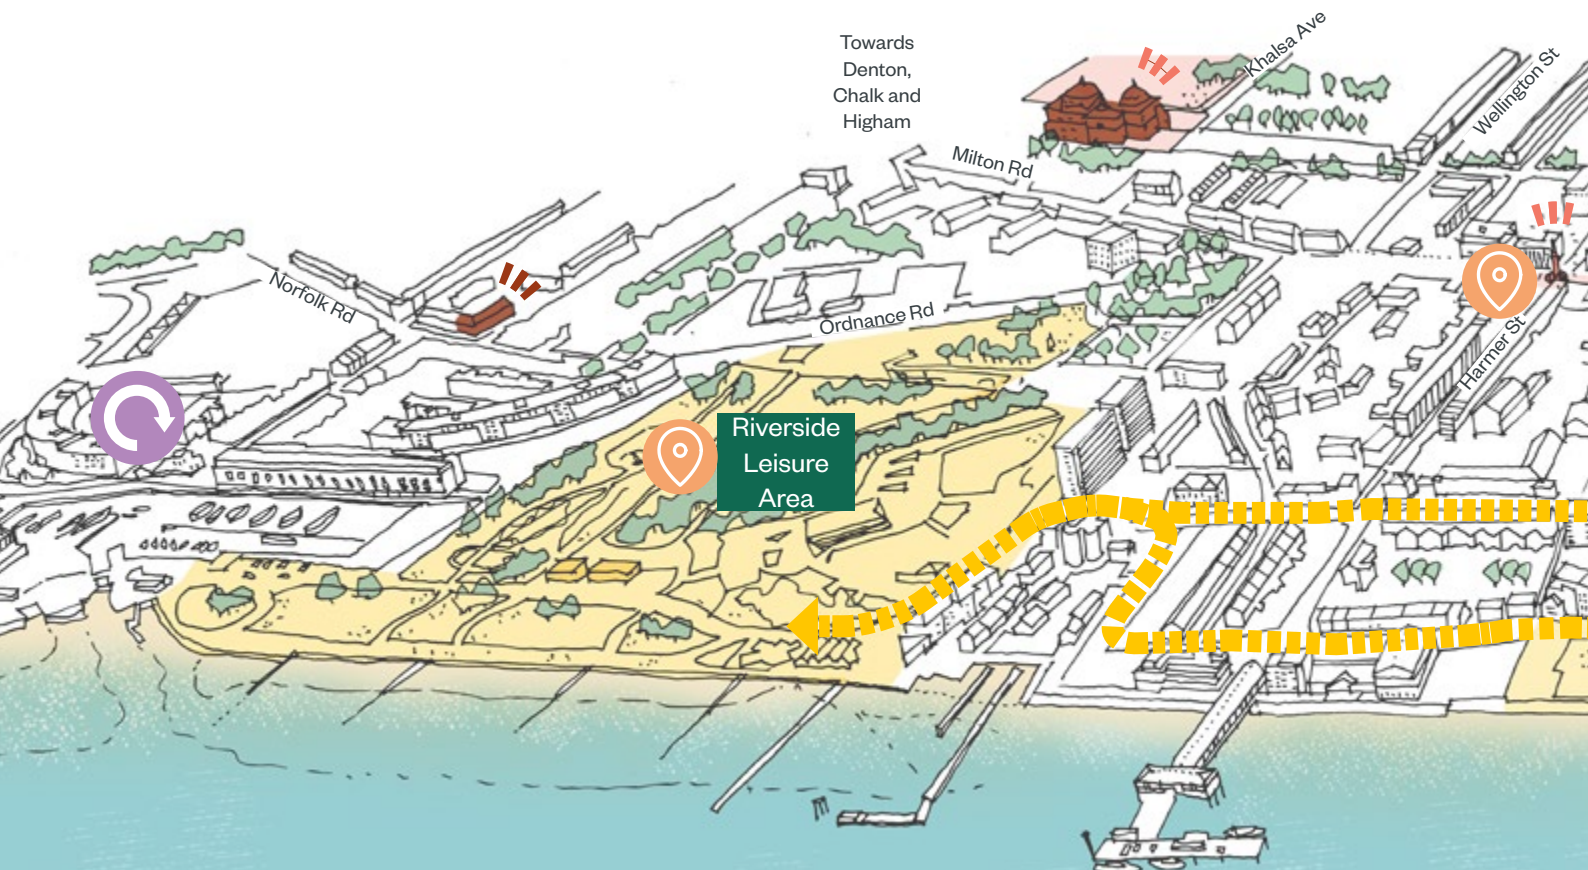 Towards
Denton,
Chalk and
Higham
Khalsa Ave
Wellington St
Milton Rd
Norfolk Rd
Ordnance Rd
Harmer St
Riverside
Leisure
Area